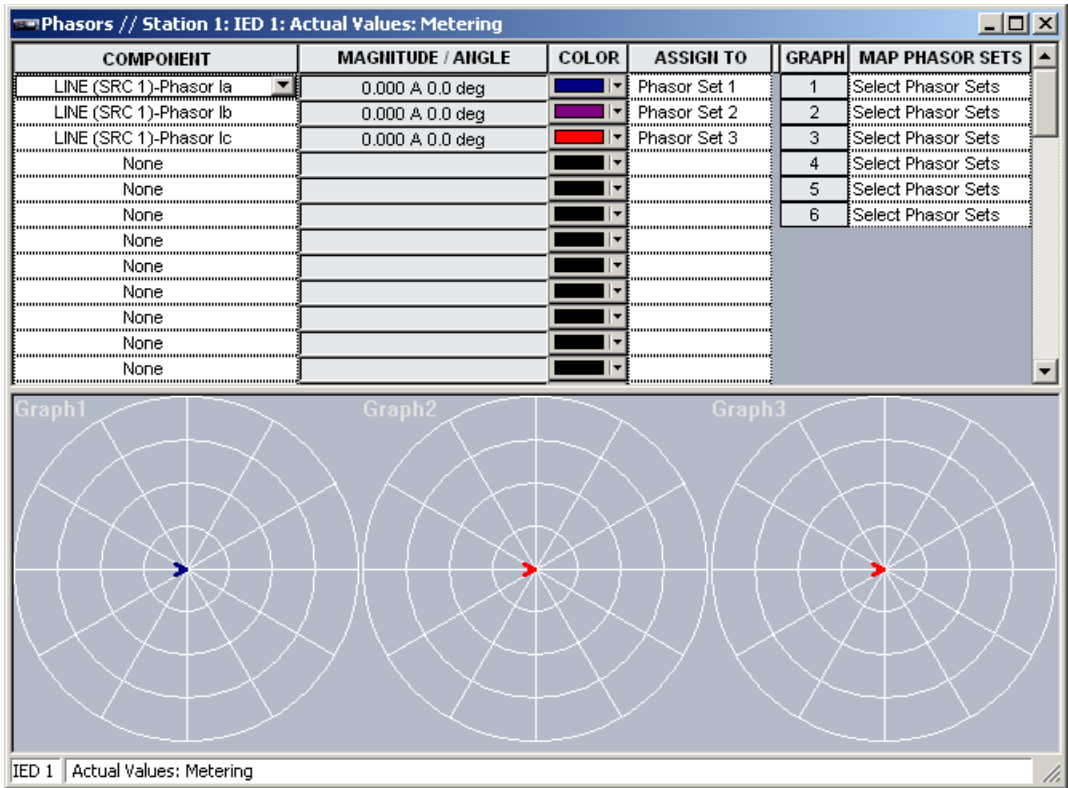 Phasors // Station 1: IED 1: Actual Values: Metering
COMPONENT MAGNITUDE / ANGLE COLOR ASSIGN TO GRAPH MAP PHASOR SETS
LINE (SRC 1)-Phasor Ia 0.000 A 0.0 deg Phasor Set 1 1 Select Phasor Sets
LINE (SRC 1)-Phasor Ib 0.000 A 0.0 deg Phasor Set 2 2 Select Phasor Sets
LINE (SRC 1)-Phasor Ic 0.000 A 0.0 deg Phasor Set 3 3 Select Phasor Sets
None 4 Select Phasor Sets
None 5 Select Phasor Sets
None 6 Select Phasor Sets
None
None
None
None
None
None
Graph1 Graph2 Graph3
IED 1 Actual Values: Metering